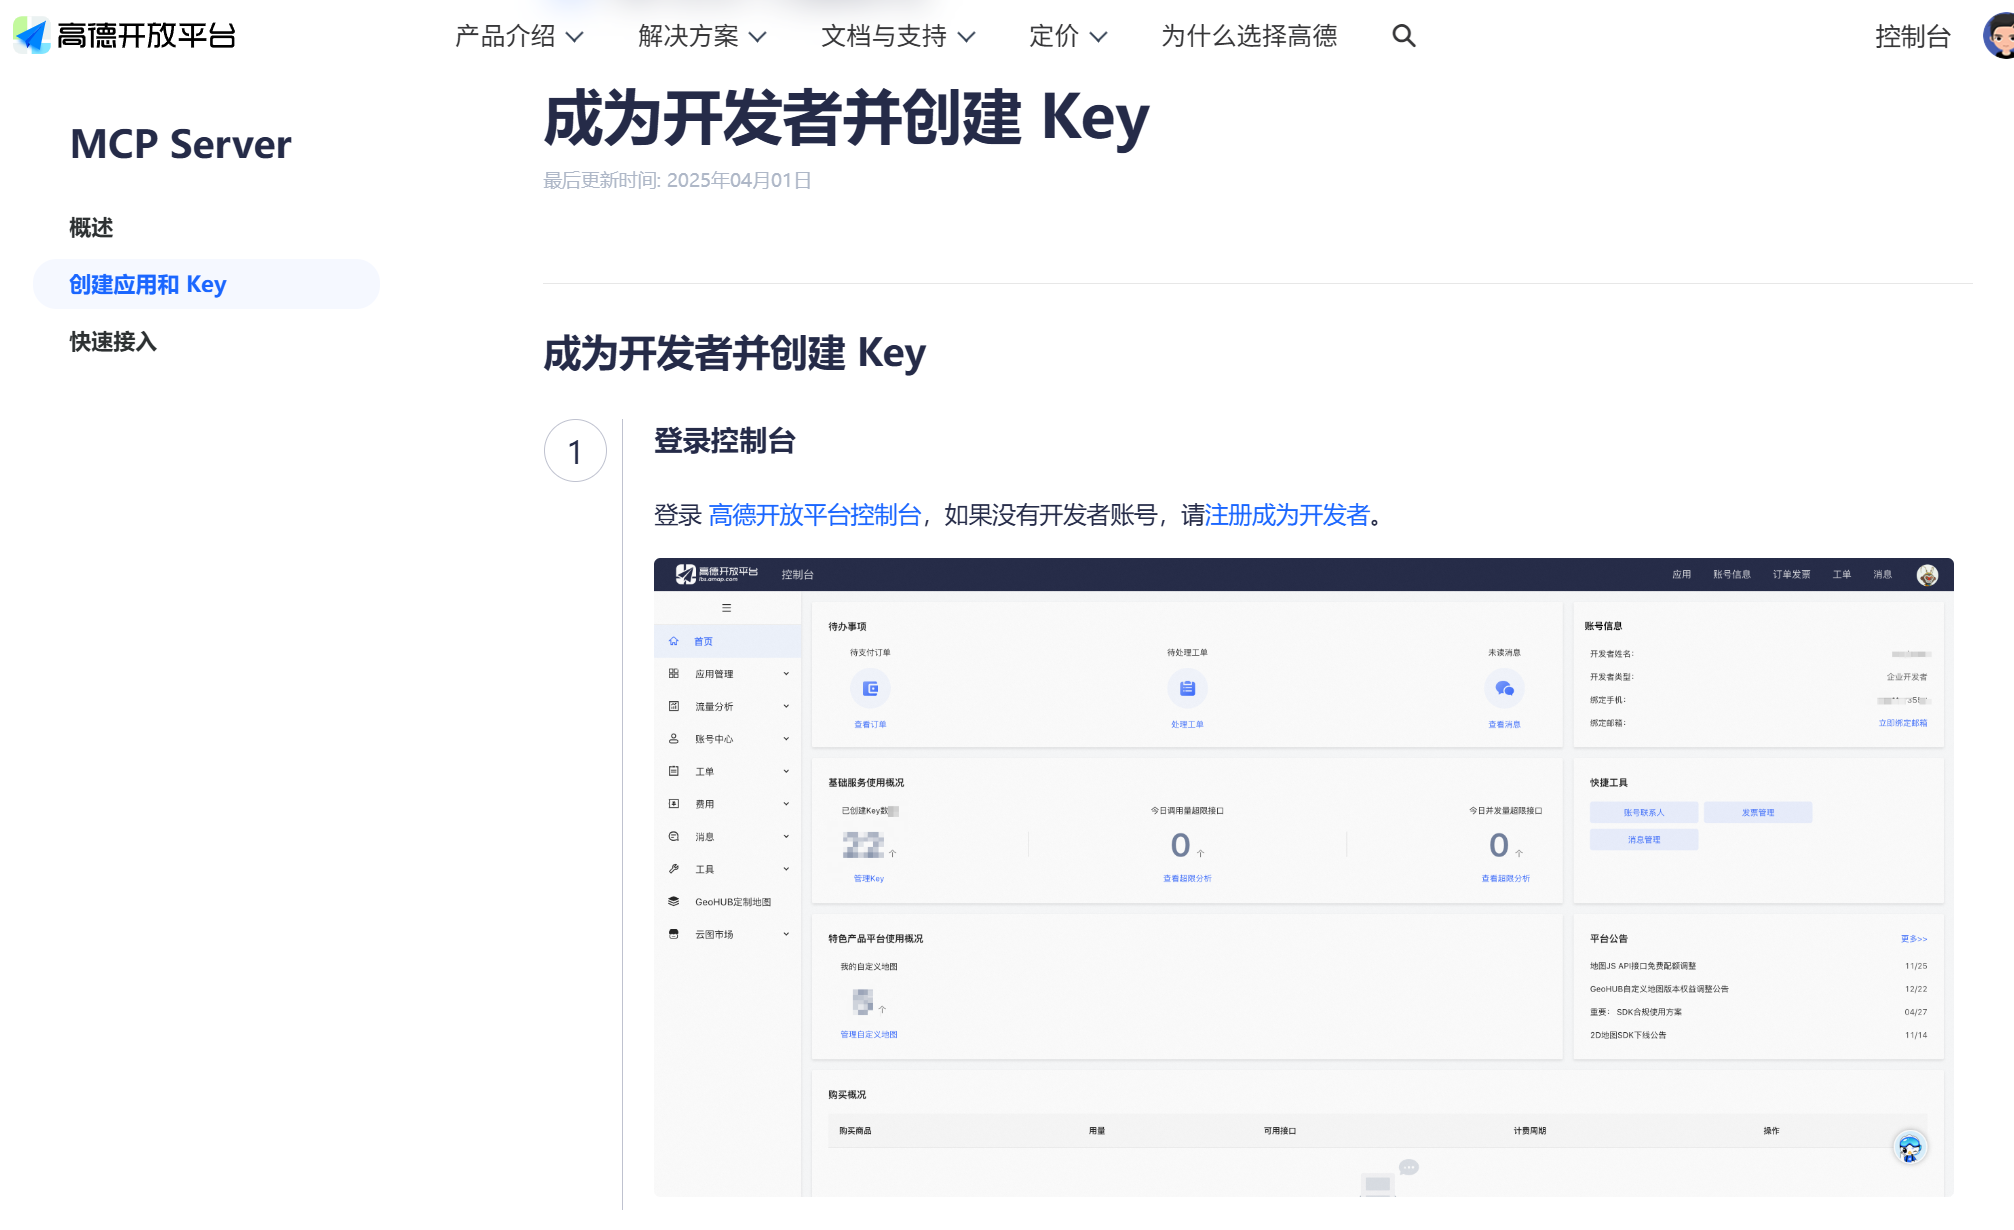 高德开放平台
产品介绍
解决方案
文档与支持
定价
为什么选择高德
控制台
MCP Server
概述
创建应用和 Key
快速接入
成为开发者并创建 Key
最后更新时间: 2025年04月01日
成为开发者并创建 Key
1
登录控制台
登录 高德开放平台控制台，如果没有开发者账号，请注册成为开发者。
高德开放平台
lbs.amap.com
控制台
应用
账号信息
订单发票
工单
消息
首页
应用管理
流量分析
账号中心
工单
费用
消息
工具
GeoHUB定制地图
云图市场
待办事项
待支付订单
待处理工单
未读消息
查看订单
处理工单
查看消息
账号信息
开发者姓名：
开发者类型：
企业开发者
绑定手机：
绑定邮箱：
立即绑定邮箱
基础服务使用概况
已创建Key数
今日调用量超限接口
今日并发量超限接口
个
0 个
0 个
管理Key
查看超限分析
查看超限分析
快捷工具
账号联系人
发票管理
消息管理
特色产品平台使用概况
我的自定义地图
个
管理自定义地图
平台公告
更多>>
地图JS API接口免费配额调整
11/25
GeoHUB自定义地图版本权益调整公告
12/22
重要： SDK合规使用方案
04/27
2D地图SDK下线公告
11/14
购买概况
购买商品
用量
可用接口
计费周期
操作